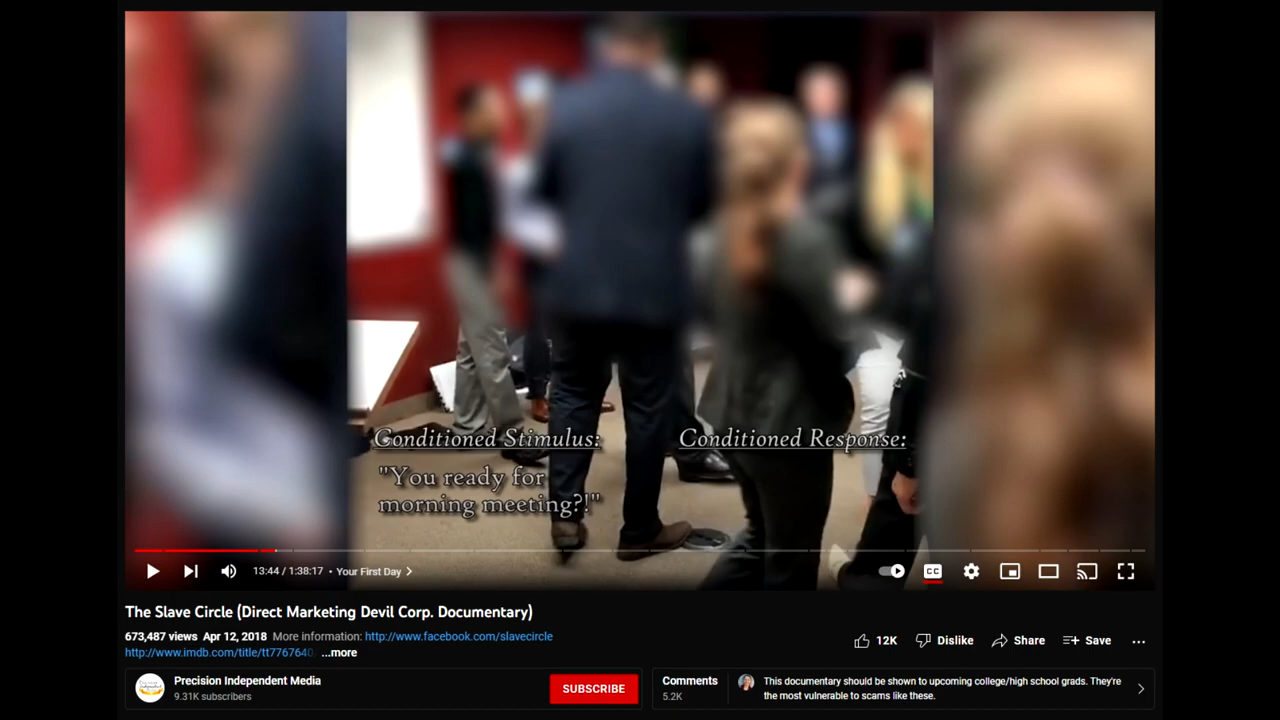 Conditioned Stimulus:
"You ready for
morning meeting?!"
Conditioned Response:
13:44 / 1:38:17 • Your First Day
CC
The Slave Circle (Direct Marketing Devil Corp. Documentary)
673,487 views Apr 12, 2018 More information: http://www.facebook.com/slavecircle
http://www.imdb.com/title/tt7767640 ...more
12K Dislike Share Save
Precision Independent Media
9.31K subscribers
SUBSCRIBE
Comments
5.2K
This documentary should be shown to upcoming college/high school grads. They're
the most vulnerable to scams like these.